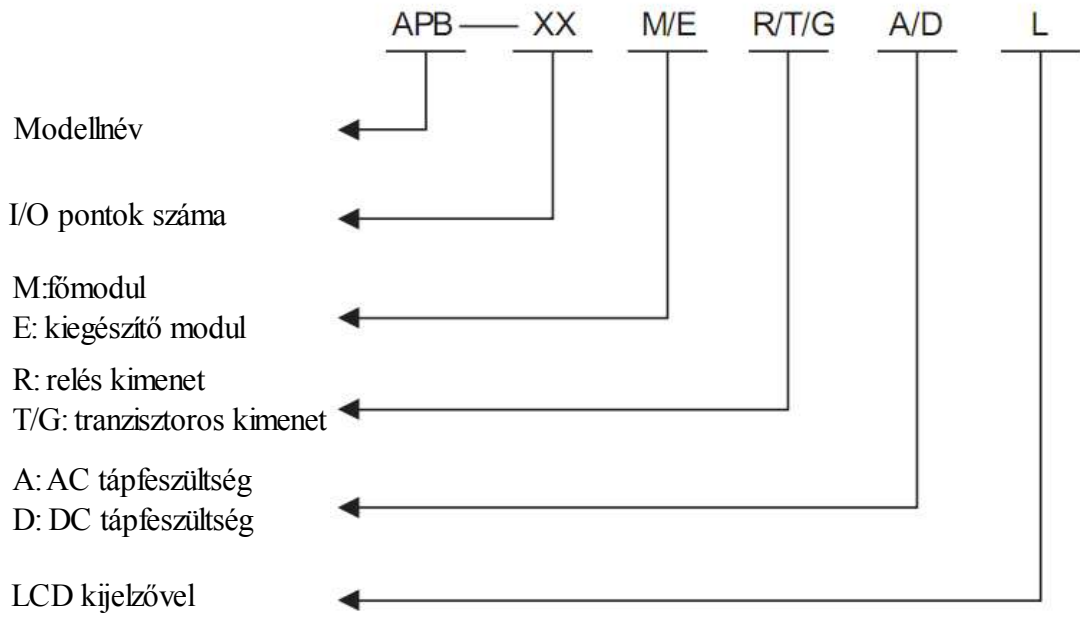 APB — XX M/E R/T/G A/D L
Modellnév
I/O pontok száma
M:főmodul
E: kiegészítő modul
R: relés kimenet
T/G: tranzisztoros kimenet
A: AC tápfeszültség
D: DC tápfeszültség
LCD kijelzővel